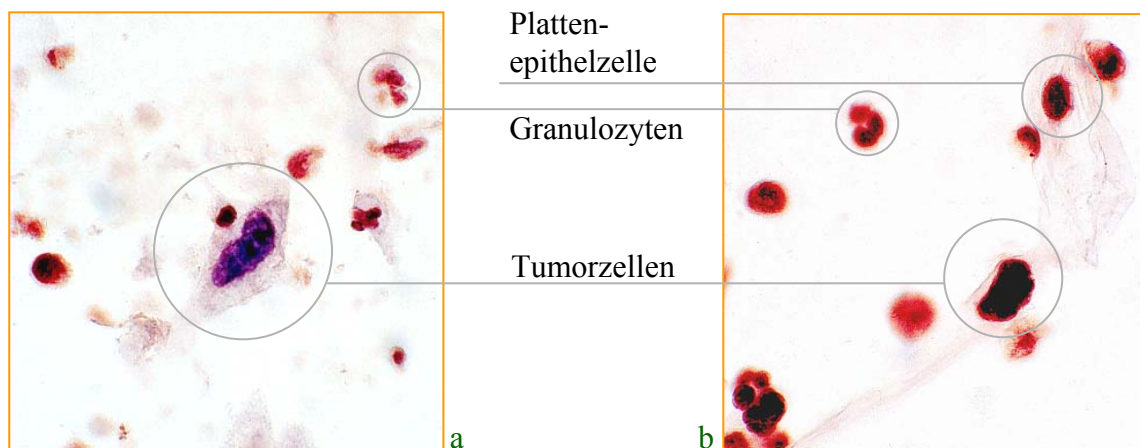 Platten-
epithelzelle
Granulozyten
Tumorzellen
a
b